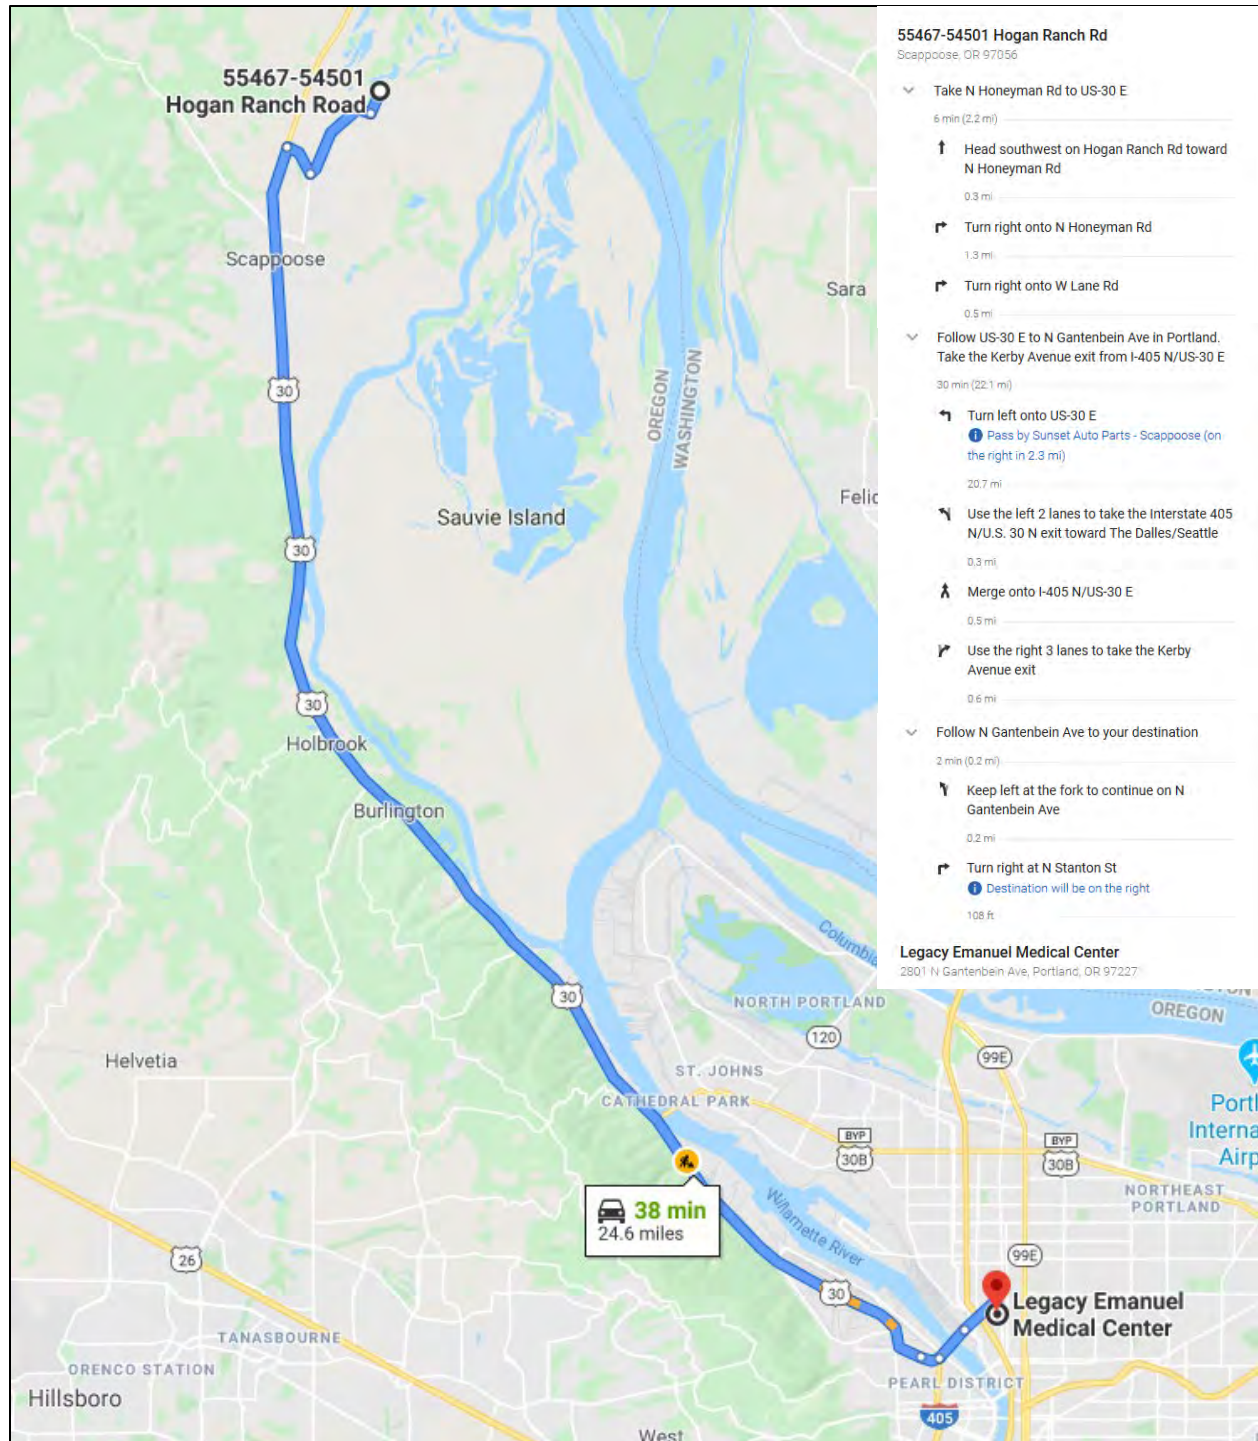 55467-54501
Hogan Ranch Road
Scappoose
30
30
30
Holbrook
Burlington
Sauvie Island
OREGON
WASHINGTON
Sara
30
Helvetia
NORTH PORTLAND
120
ST. JOHNS
CATHEDRAL PARK
BYP
30B
BYP
30B
99E
OREGON
Portl
Interna
Airp
NORTHEAST
PORTLAND
38 min
24.6 miles
Willamette River
99E
30
26
TANASBOURNE
ORENCO STATION
Hillsboro
Legacy Emanuel
Medical Center
PEARL DISTRICT
405
West
Columbi
55467-54501 Hogan Ranch Rd
Scappoose, OR 97056
Take N Honeyman Rd to US-30 E
6 min (2.2 mi)
Head southwest on Hogan Ranch Rd toward
N Honeyman Rd
0.3 mi
Turn right onto N Honeyman Rd
1.3 mi
Turn right onto W Lane Rd
0.5 mi
Follow US-30 E to N Gantenbein Ave in Portland.
Take the Kerby Avenue exit from I-405 N/US-30 E
30 min (22.1 mi)
Turn left onto US-30 E
Pass by Sunset Auto Parts - Scappoose (on
the right in 2.3 mi)
20.7 mi
Use the left 2 lanes to take the Interstate 405
N/U.S. 30 N exit toward The Dalles/Seattle
0.3 mi
Merge onto I-405 N/US-30 E
0.5 mi
Use the right 3 lanes to take the Kerby
Avenue exit
0.6 mi
Follow N Gantenbein Ave to your destination
2 min (0.2 mi)
Keep left at the fork to continue on N
Gantenbein Ave
0.2 mi
Turn right at N Stanton St
Destination will be on the right
108 ft
Legacy Emanuel Medical Center
2801 N Gantenbein Ave, Portland, OR 97227